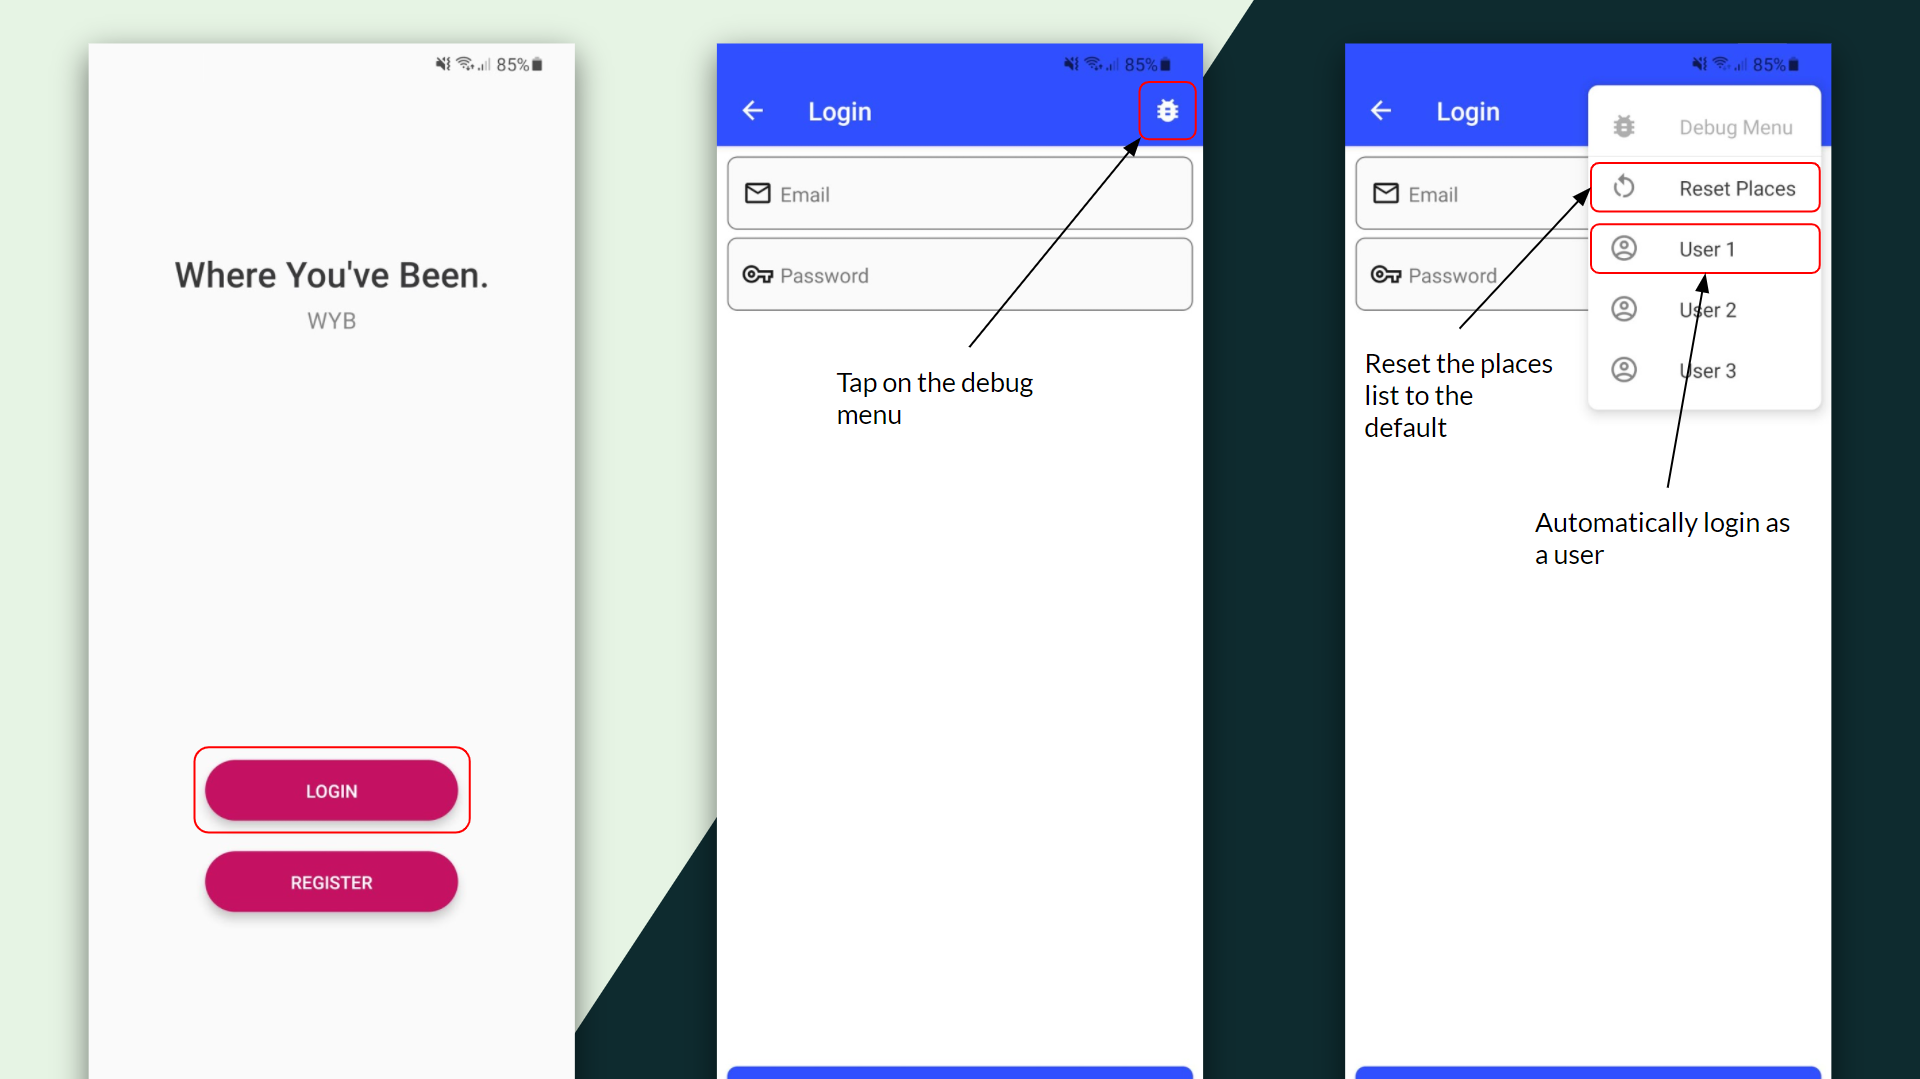 85%
Where You've Been.
WYB
LOGIN
REGISTER
85%
Login
Email
Password
Tap on the debug
menu
85%
Login
Email
Password
Debug Menu
Reset Places
User 1
User 2
User 3
Reset the places
list to the
default
Automatically login as
a user